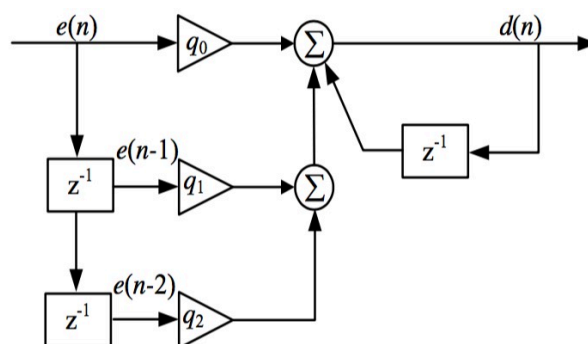 e(n)
q₀
Σ
d(n)
z⁻¹
e(n-1)
z⁻¹
q₁
Σ
e(n-2)
z⁻¹
q₂